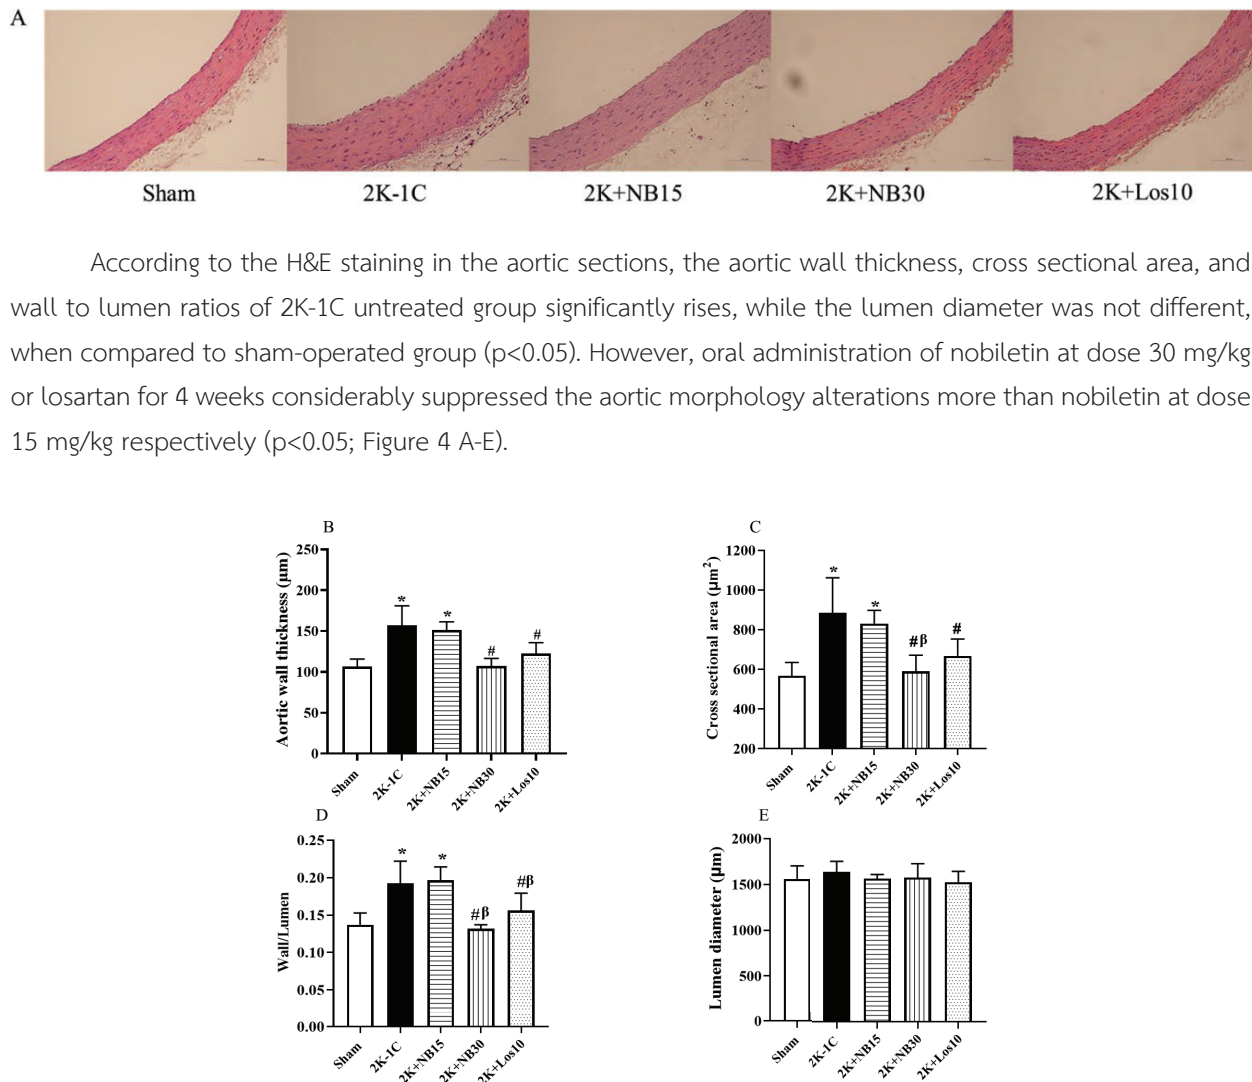 A
Sham 2K-1C 2K+NB15 2K+NB30 2K+Los10
According to the H&E staining in the aortic sections, the aortic wall thickness, cross sectional area, and
wall to lumen ratios of 2K-1C untreated group significantly rises, while the lumen diameter was not different,
when compared to sham-operated group (p<0.05). However, oral administration of nobiletin at dose 30 mg/kg
or losartan for 4 weeks considerably suppressed the aortic morphology alterations more than nobiletin at dose
15 mg/kg respectively (p<0.05; Figure 4 A-E).
B
Aortic wall thickness (µm)
250
200
150
100
50
0
* * # #
Sham 2K-1C 2K+NB15 2K+NB30 2K+Los10
C
Cross sectional area (µm²)
1200
1000
800
600
400
200
* * #β #
Sham 2K-1C 2K+NB15 2K+NB30 2K+Los10
D
Wall/Lumen
0.25
0.20
0.15
0.10
0.05
0.00
* * #β #β
Sham 2K-1C 2K+NB15 2K+NB30 2K+Los10
E
Lumen diameter (µm)
2000
1500
1000
500
0
Sham 2K-1C 2K+NB15 2K+NB30 2K+Los10